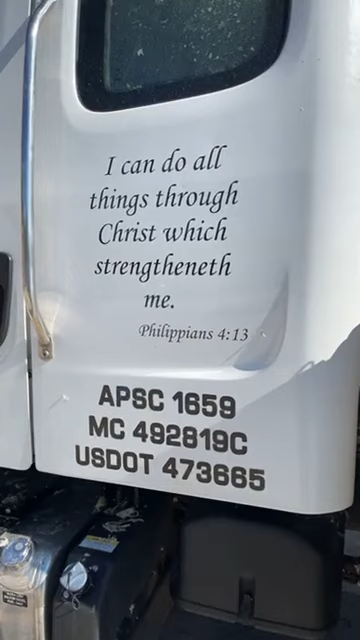 I can do all
things through
Christ which
strengtheneth
me.
Philippians 4:13
APSC 1659
MC 492819C
USDOT 473665